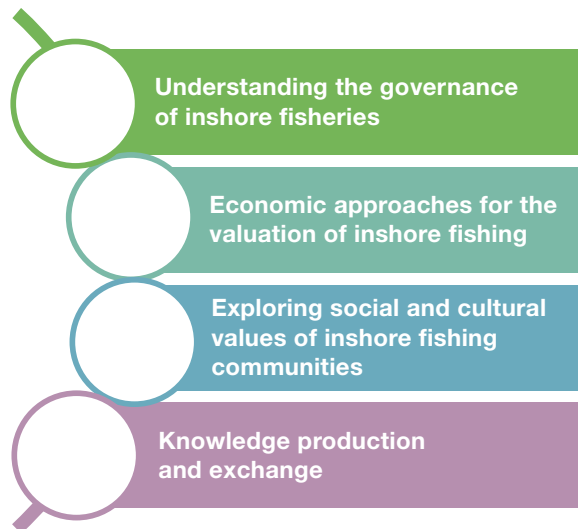 Understanding the governance
of inshore fisheries
Economic approaches for the
valuation of inshore fishing
Exploring social and cultural
values of inshore fishing
communities
Knowledge production
and exchange